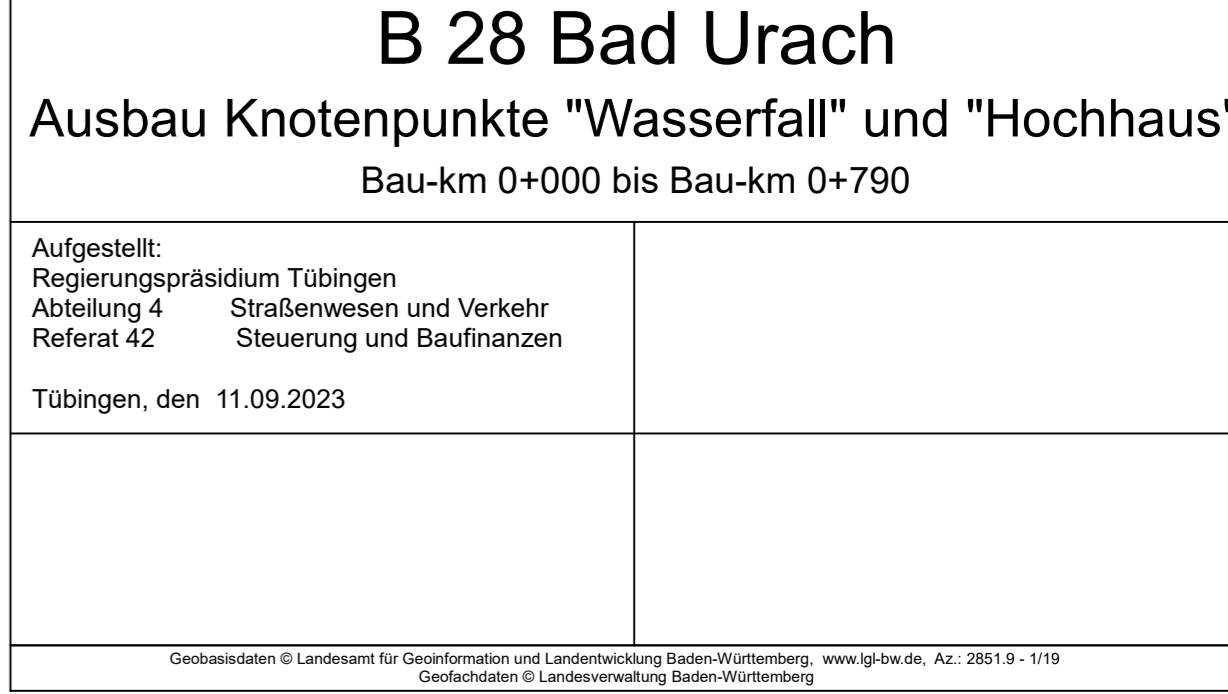 B 28 Bad Urach
Ausbau Knotenpunkte "Wasserfall" und "Hochhaus"
Bau-km 0+000 bis Bau-km 0+790
Aufgestellt:
Regierungspräsidium Tübingen
Abteilung 4 Straßenwesen und Verkehr
Referat 42 Steuerung und Baufinanzen
Tübingen, den 11.09.2023
Geobasisdaten © Landesamt für Geoinformation und Landentwicklung Baden-Württemberg, www.lgl-bw.de, Az.: 2851.9 - 1/19
Geofachdaten © Landesverwaltung Baden-Württemberg